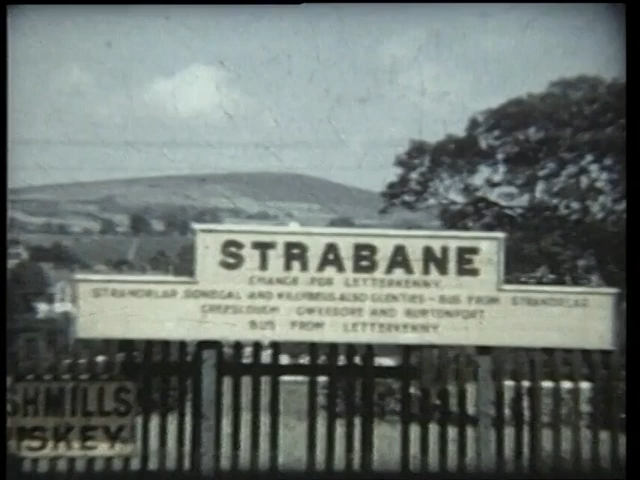 STRABANE
CHANGE FOR LETTERKENNY
STRANORLAR DONEGAL AND KILLYBEGS ALSO GLENTIES - BUS FROM STRANORLAR
CREESLOUGH GWEEDORE AND BURTONPORT
BUS FROM LETTERKENNY
SHMILLS
ISKEY